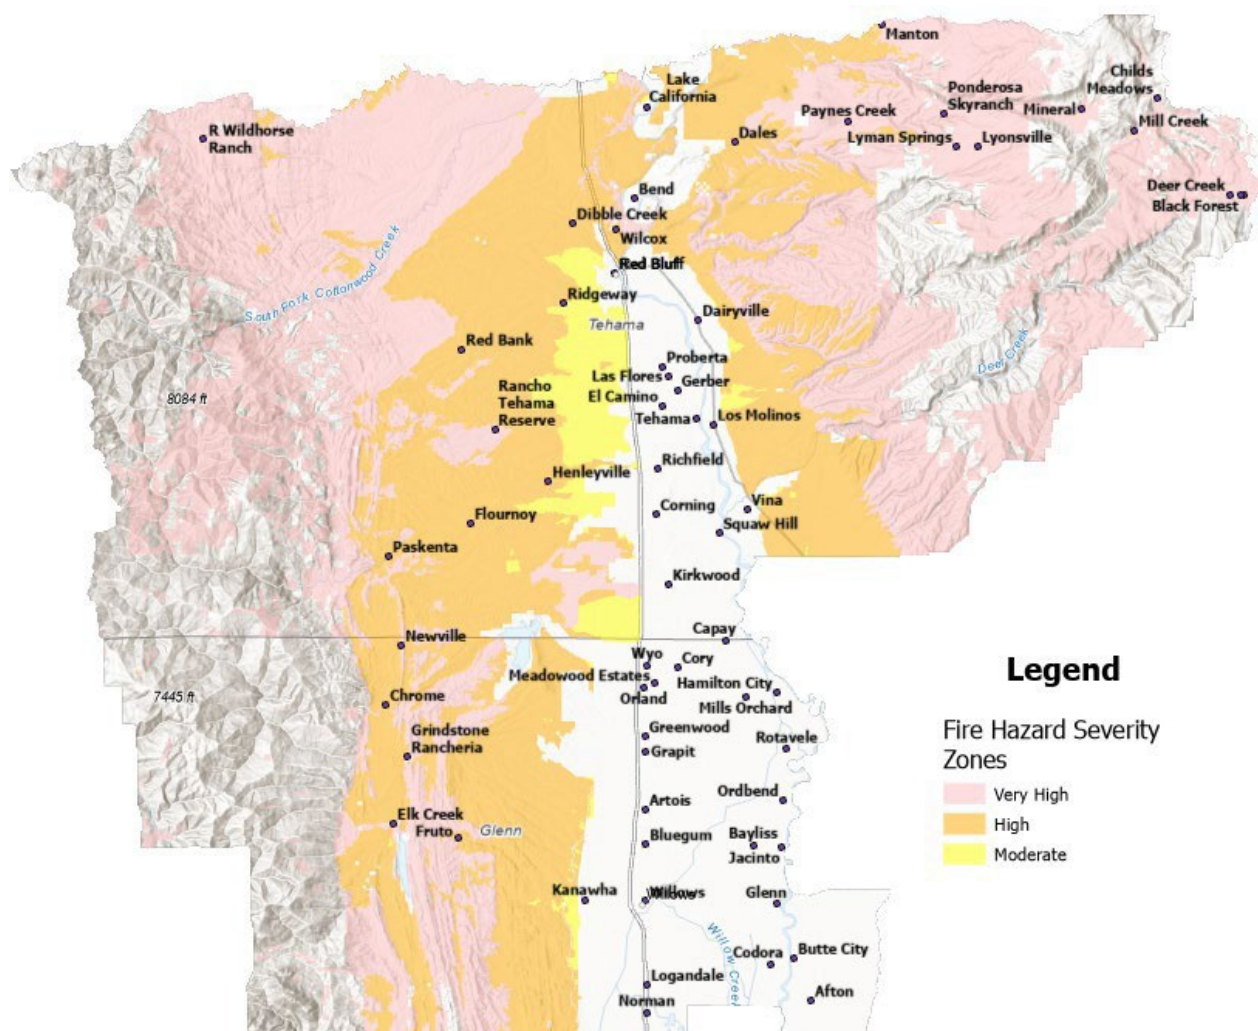 Manton
Lake
California
Childs
Meadows
Ponderosa
Skyranch
Mineral
Paynes Creek
Mill Creek
R Wildhorse
Ranch
Dales
Lyman Springs
Lyonsville
Bend
Deer Creek
Black Forest
Dibble Creek
Wilcox
South Fork Cottonwood Creek
Red Bluff
Ridgeway
Tehama
Dairyville
Red Bank
Deer Creek
Proberta
Las Flores
Gerber
El Camino
Rancho
Tehama
Reserve
8084 ft
Tehama
Los Molinos
Richfield
Henleyville
Vina
Corning
Flournoy
Squaw Hill
Paskenta
Kirkwood
Newville
Capay
Wyo
Cory
Meadowood Estates
Hamilton City
Orland
Mills Orchard
7445 ft
Chrome
Grindstone
Rancheria
Greenwood
Grapit
Rotavele
Ordbend
Artois
Elk Creek
Fruto
Glenn
Bluegum
Bayliss
Jacinto
Kanawha
Willows
Glenn
Willow Creek
Codora
Butte City
Logandale
Afton
Norman
Legend
Fire Hazard Severity
Zones
Very High
High
Moderate